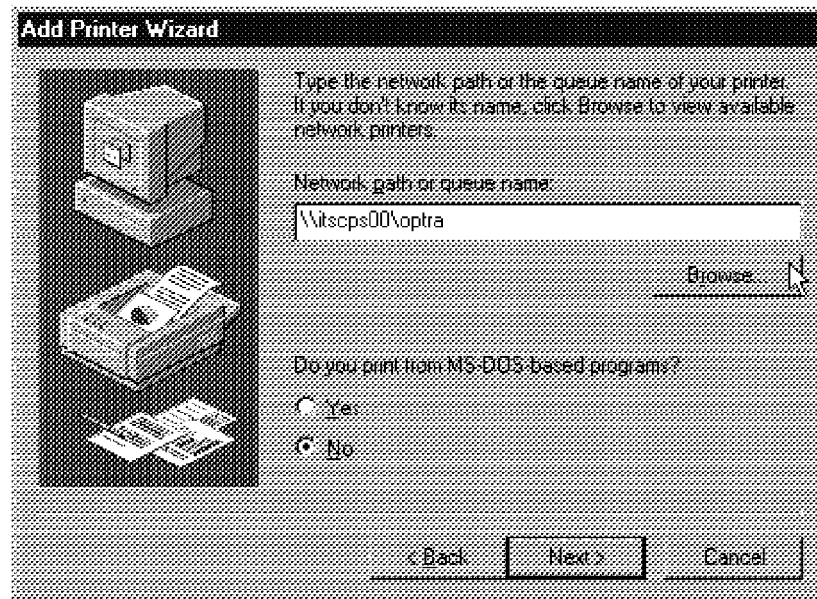 Add Printer Wizard
Type the network path or the queue name of your printer.
If you don't know its name, click Browse to view available
network printers.
Network path or queue name:
\\itscps00\optra
Browse...
Do you print from MS-DOS-based programs?
Yes
No
< Back
Next >
Cancel